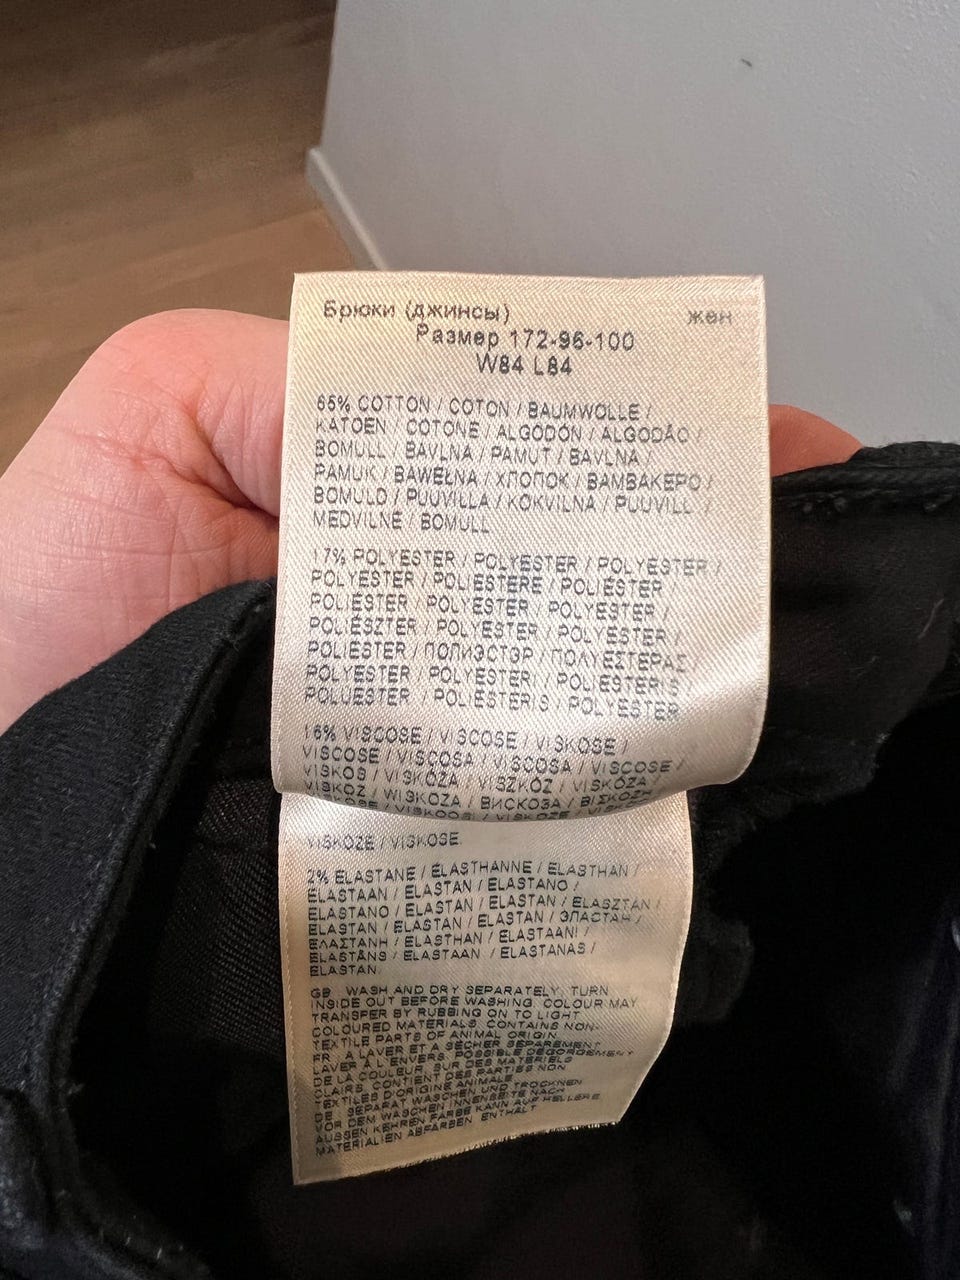 Брюки (джинсы) жен
Размер 172-96-100
W84 L84
65% COTTON / COTON / BAUMWOLLE /
KATOEN / COTONE / ALGODÓN / ALGODÃO /
BOMULL / BAVLNA / PAMUT / BAVLNA /
PAMUK / BAWEŁNA / ХЛОПОК / ΒΑΜΒΑΚΕΡΟ /
BOMULD / PUUVILLA / KOKVILNA / PUUVILL /
MEDVILNĖ / BOMULL
17% POLYESTER / POLYESTER / POLYESTER /
POLYESTER / POLIESTERE / POLIÉSTER
POLIÉSTER / POLYESTER / POLYESTER /
POLIÉSZTER / POLYESTER / POLYESTER /
POLIESTER / ПОЛИЭСТЭР / ΠΟΛΥΕΣΤΕΡΑΣ /
POLYESTER / POLYESTERI / POLIESTERIS /
POLÜESTER / POLIESTERIS / POLYESTER
16% VISCOSE / VISCOSE / VISKOSE /
VISCOSE / VISCOSA / VISCOSA / VISCOSE /
VISKOS / VISKÓZA / VISZKÓZ / VISKÓZA /
VISKOZ / WISKOZA / ВИСКОЗА / ΒΙΣΚΟΖΗ
VISKOZE / VISKOSE
2% ELASTANE / ÉLASTHANNE / ELASTHAN /
ELASTAAN / ELASTAN / ELASTANO /
ELASTANO / ELASTAN / ELASTAN / ELASZTÁN /
ELASTAN / ELASTAN / ELASTAN / ЭЛАСТАН /
ΕΛΑΣΤΑΝΗ / ELASTHAN / ELASTAANI /
ELASTĀNS / ELASTAAN / ELASTANAS /
ELASTAN
GB WASH AND DRY SEPARATELY, TURN
INSIDE OUT BEFORE WASHING. COLOUR MAY
TRANSFER BY RUBBING ON TO LIGHT
COLOURED MATERIALS. CONTAINS NON-
TEXTILE PARTS OF ANIMAL ORIGIN
FR A LAVER ET A SÉCHER SÉPARÉMENT
LAVER À L'ENVERS. POSSIBLE DÉGORGEMENT
DE LA COULEUR SUR DES MATERIELS
CLAIRS. CONTIENT DES PARTIES NON
TEXTILES D'ORIGINE ANIMALE
DE SEPARAT WASCHEN UND TROCKNEN
VOR DEM WASCHEN INNENSEITE NACH
AUSSEN KEHREN FARBE KANN AUF HELLERE
MATERIALIEN ABFÄRBEN. ENTHÄLT